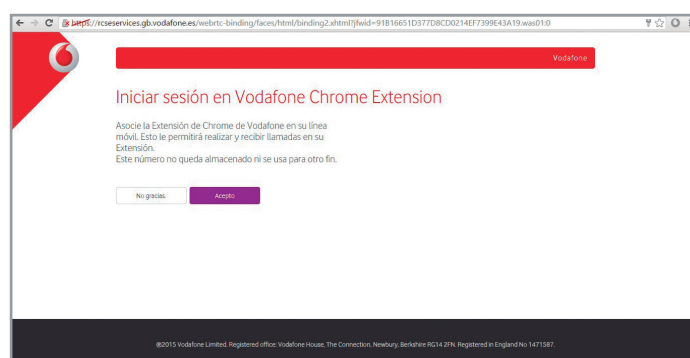 https://rcseservices.gb.vodafone.es/webrtc-binding/faces/html/binding2.xhtml?jfwid=91B16651D377D8CD0214EF7399E43A19.was01:0
Vodafone
Iniciar sesión en Vodafone Chrome Extension
Asocie la Extensión de Chrome de Vodafone en su línea
móvil. Esto le permitirá realizar y recibir llamadas en su
Extensión.
Este número no queda almacenado ni se usa para otro fin.
No gracias.
Acepto
©2015 Vodafone Limited. Registered office: Vodafone House, The Connection, Newbury, Berkshire RG14 2FN. Registered in England No 1471587.